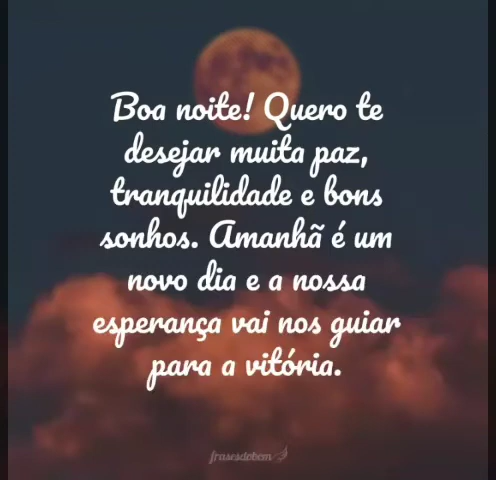 Boa noite! Quero te
desejar muita paz,
tranquilidade e bons
sonhos. Amanhã é um
novo dia e a nossa
esperança vai nos guiar
para a vitória.
frasesdobem